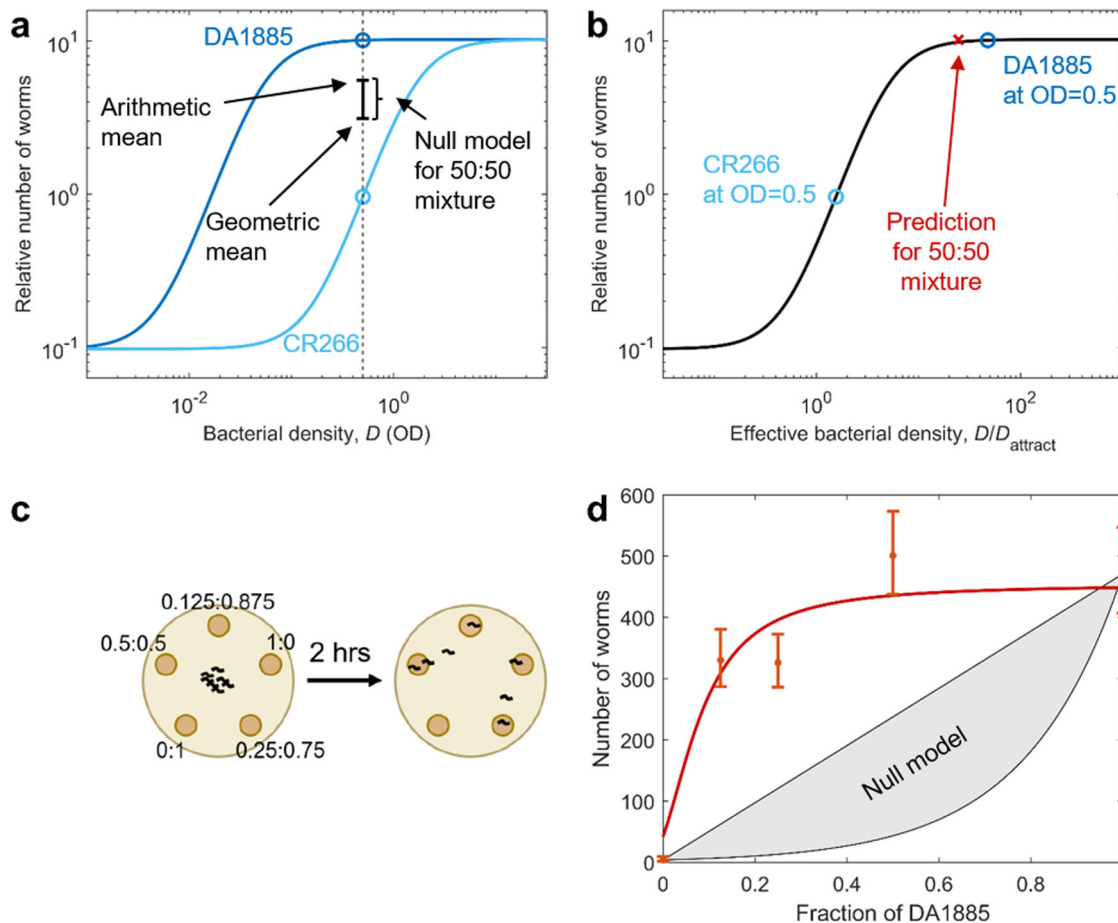 a
10^1
10^0
10^-1
Relative number of worms
DA1885
Arithmetic
mean
Geometric
mean
Null model
for 50:50
mixture
CR266
10^-2
10^0
Bacterial density, D (OD)
b
10^1
10^0
10^-1
Relative number of worms
DA1885
at OD=0.5
CR266
at OD=0.5
Prediction
for 50:50
mixture
10^0
10^2
Effective bacterial density, D/D_attract
c
0.125:0.875
0.5:0.5
1:0
0:1
0.25:0.75
2 hrs
d
600
500
400
300
200
100
0
Number of worms
Null model
0
0.2
0.4
0.6
0.8
Fraction of DA1885